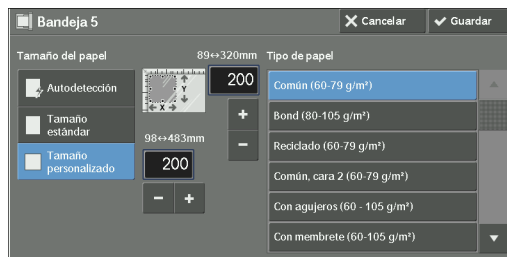 Bandeja 5
Cancelar
Guardar
Tamaño del papel
89↔320mm
Tipo de papel
Autodetección
Tamaño
estándar
Tamaño
personalizado
Y
X
200
+
−
98↔483mm
200
− +
Común (60-79 g/m²)
Bond (80-105 g/m²)
Reciclado (60-79 g/m²)
Común, cara 2 (60-79 g/m²)
Con agujeros (60 - 105 g/m²)
Con membrete (60-105 g/m²)